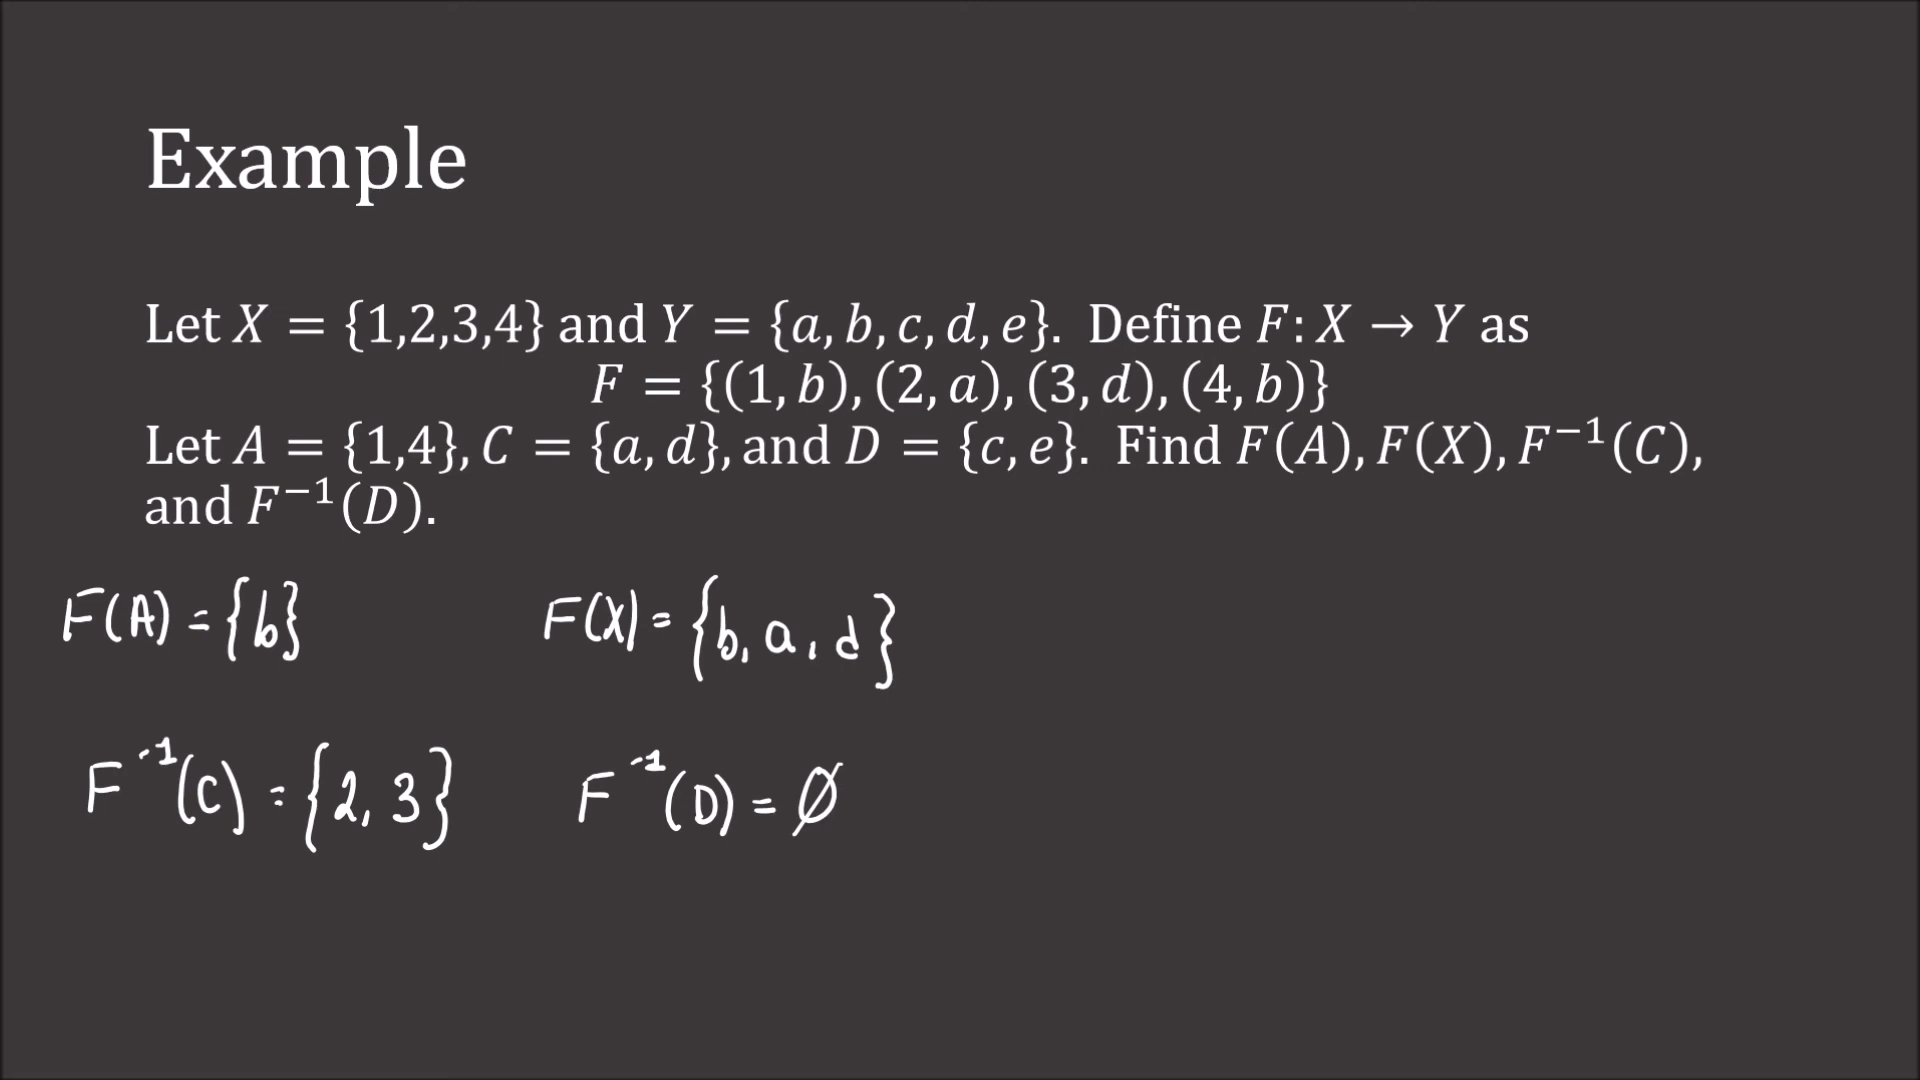 Example
Let X = {1,2,3,4} and Y = {a, b, c, d, e}. Define F: X → Y as
F = {(1, b), (2, a), (3, d), (4, b)}
Let A = {1,4}, C = {a, d}, and D = {c, e}. Find F(A), F(X), F⁻¹(C),
and F⁻¹(D).
F(A) = {b} F(X) = {b, a, d}
F⁻¹(C) = {2, 3} F⁻¹(D) = Ø